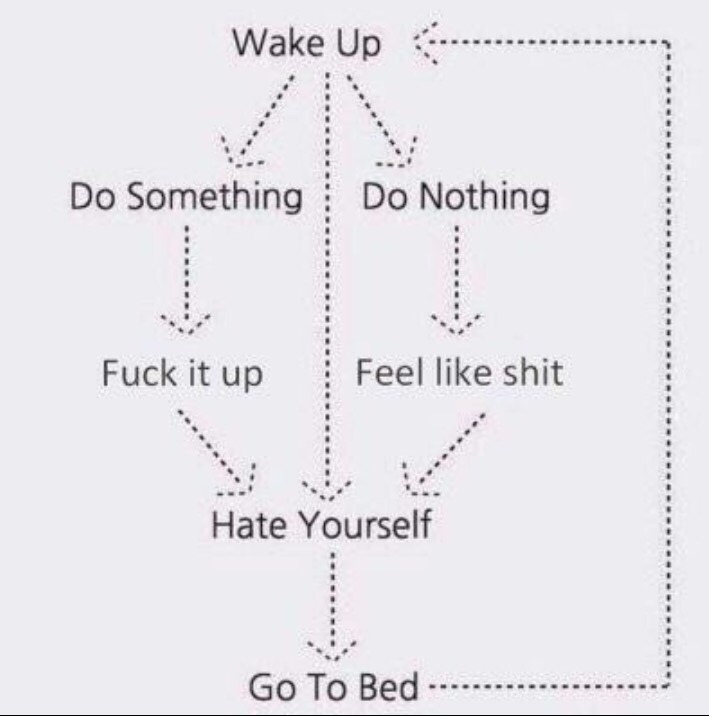 Wake Up
Do Something
Do Nothing
Fuck it up
Feel like shit
Hate Yourself
Go To Bed